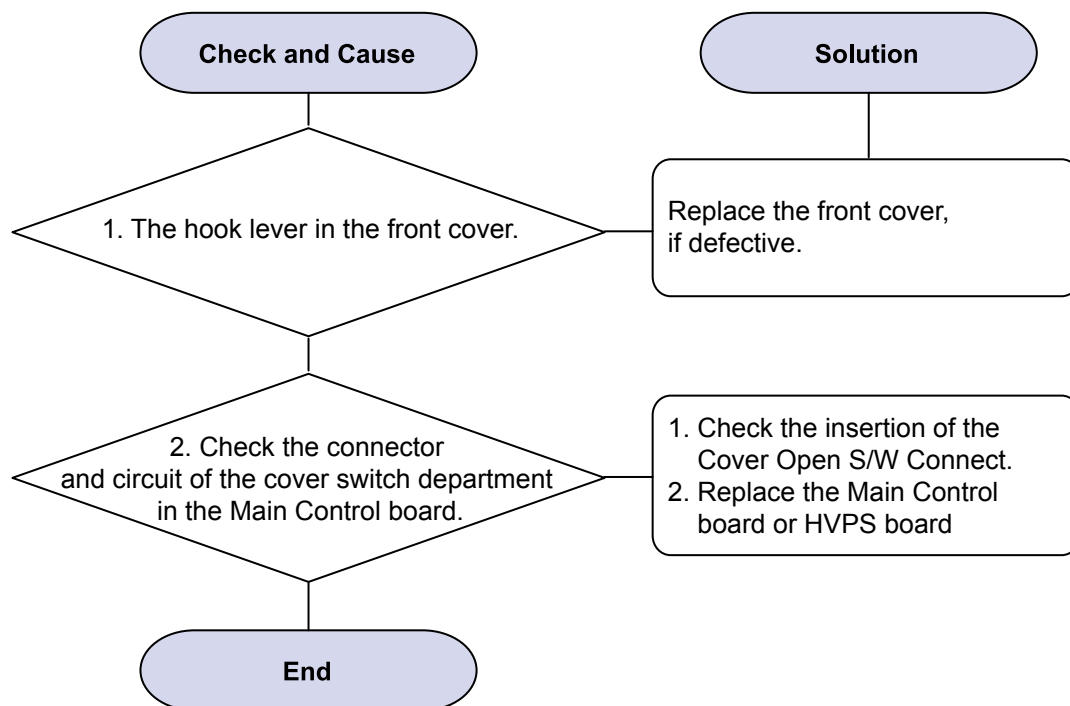 Check and Cause
Solution
1. The hook lever in the front cover.
Replace the front cover,
if defective.
2. Check the connector
and circuit of the cover switch department
in the Main Control board.
1. Check the insertion of the
Cover Open S/W Connect.
2. Replace the Main Control
board or HVPS board
End